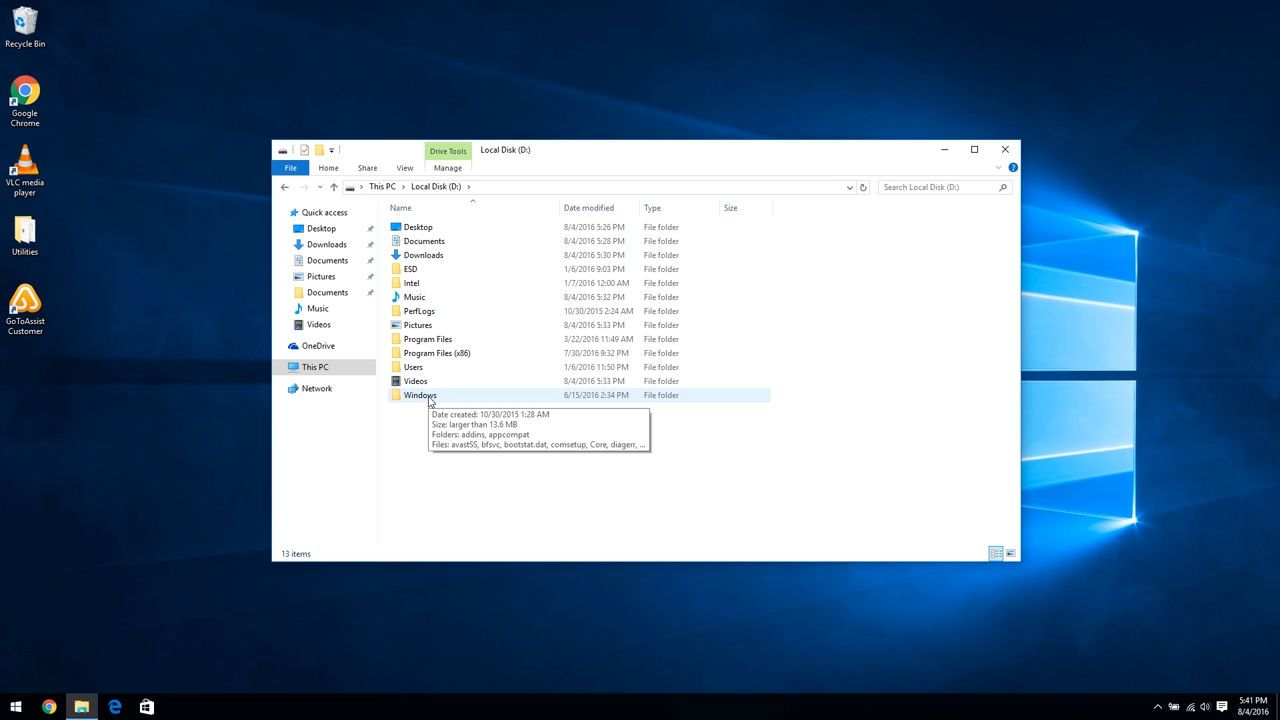 Recycle Bin
Google
Chrome
VLC media
player
Utilities
GoToAssist
Customer
Drive Tools
Local Disk (D:)
File
Home
Share
View
Manage
This PC
Local Disk (D:)
Search Local Disk (D:)
Quick access
Desktop
Downloads
Documents
Pictures
Documents
Music
Videos
OneDrive
This PC
Network
Name Date modified Type Size
Desktop 8/4/2016 5:26 PM File folder
Documents 8/4/2016 5:28 PM File folder
Downloads 8/4/2016 5:30 PM File folder
ESD 1/6/2016 9:03 PM File folder
Intel 1/7/2016 12:00 AM File folder
Music 8/4/2016 5:32 PM File folder
PerfLogs 10/30/2015 2:24 AM File folder
Pictures 8/4/2016 5:33 PM File folder
Program Files 3/22/2016 11:49 AM File folder
Program Files (x86) 7/30/2016 9:32 PM File folder
Users 1/6/2016 11:50 PM File folder
Videos 8/4/2016 5:33 PM File folder
Windows 6/15/2016 2:34 PM File folder
Date created: 10/30/2015 1:28 AM
Size: larger than 13.6 MB
Folders: addins, appcompat
Files: avastSS, bfsvc, bootstat.dat, comsetup, Core, diagerr, ...
13 items
5:41 PM
8/4/2016